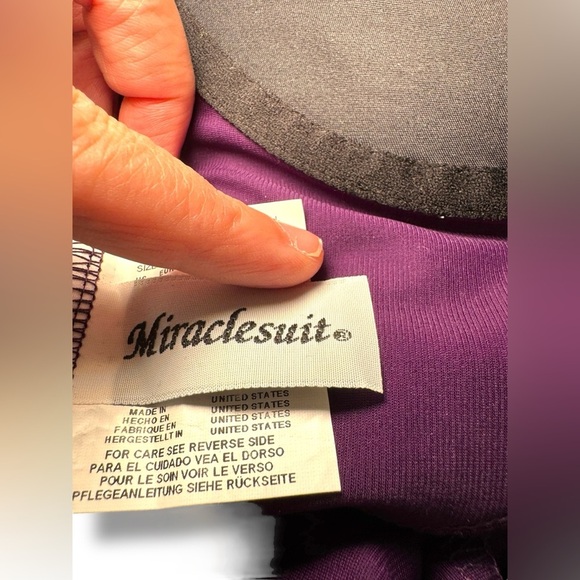 SIZE
Miraclesuit®
MADE IN UNITED STATES
HECHO EN UNITED STATES
FABRIQUE EN UNITED STATES
HERGESTELLT IN UNITED STATES
FOR CARE SEE REVERSE SIDE
PARA EL CUIDADO VEA EL DORSO
POUR LE SOIN VOIR LE VERSO
PFLEGEANLEITUNG SIEHE RÜCKSEITE